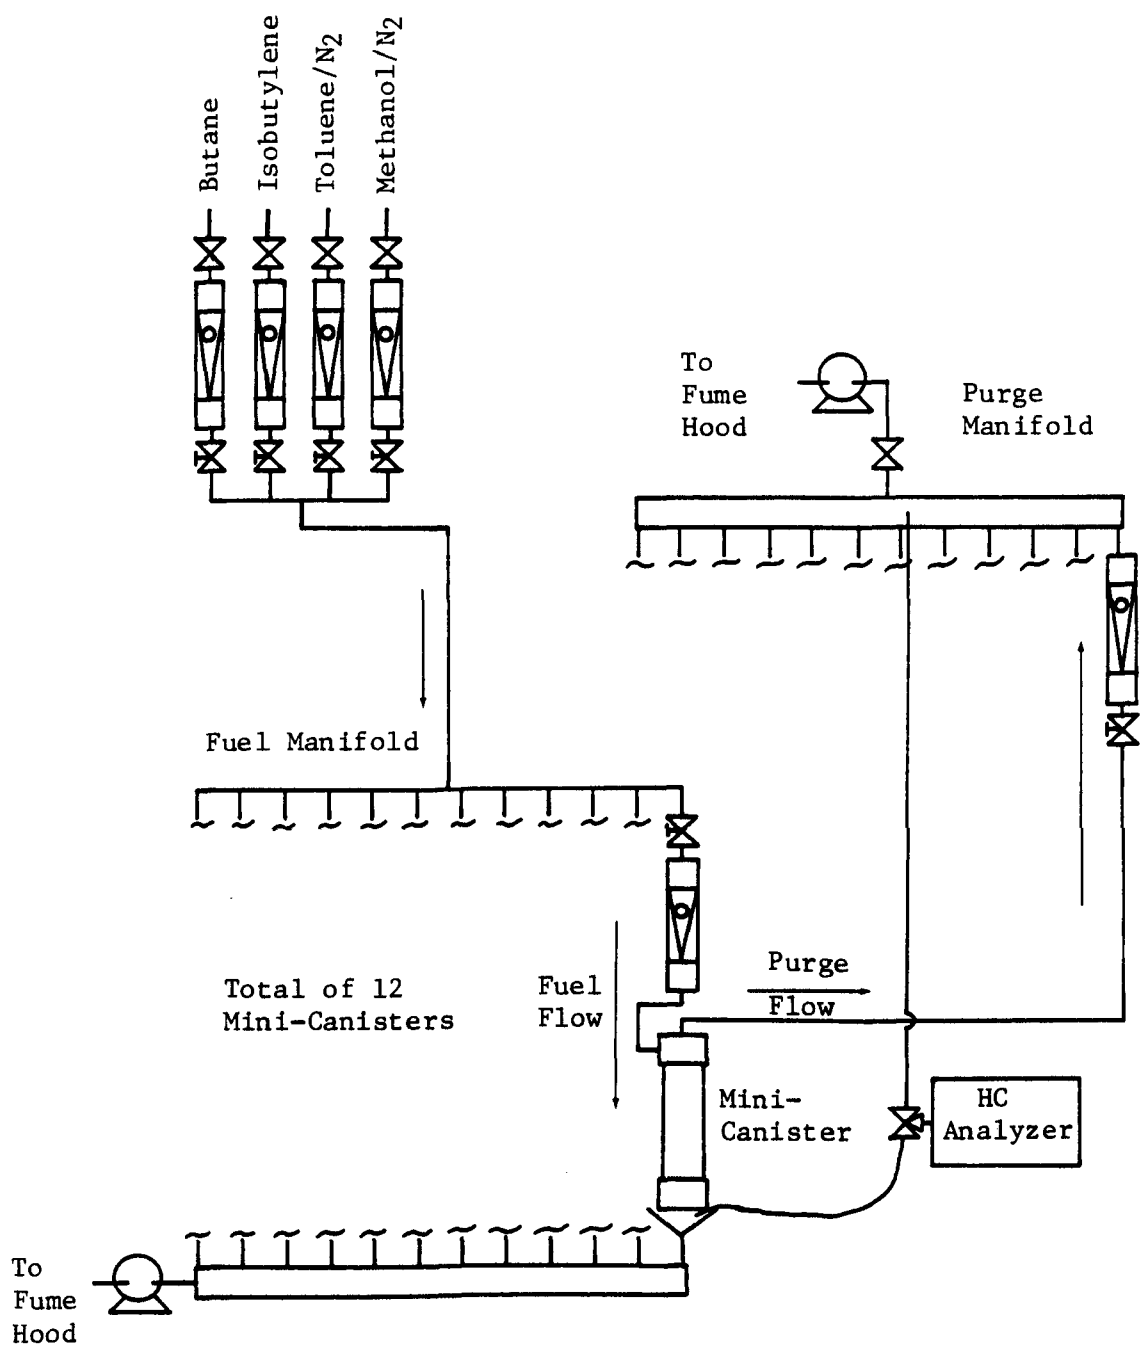 Butane
Isobutylene
Toluene/N2
Methanol/N2
To
Fume
Hood
Purge
Manifold
Fuel Manifold
Total of 12
Mini-Canisters
Fuel
Flow
Purge
Flow
Mini-
Canister
HC
Analyzer
To
Fume
Hood